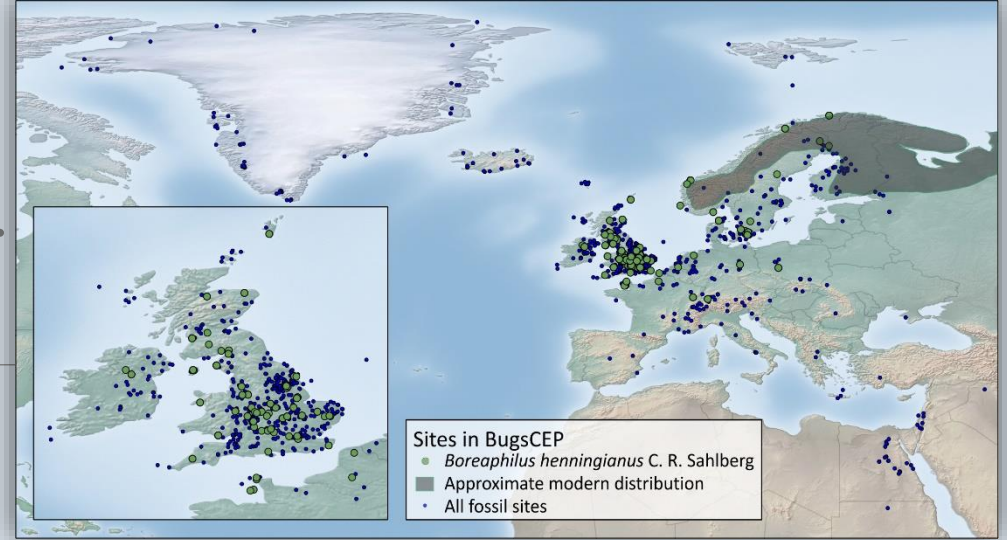 Sites in BugsCEP
Boreaphilus henningianus C. R. Sahlberg
Approximate modern distribution
All fossil sites